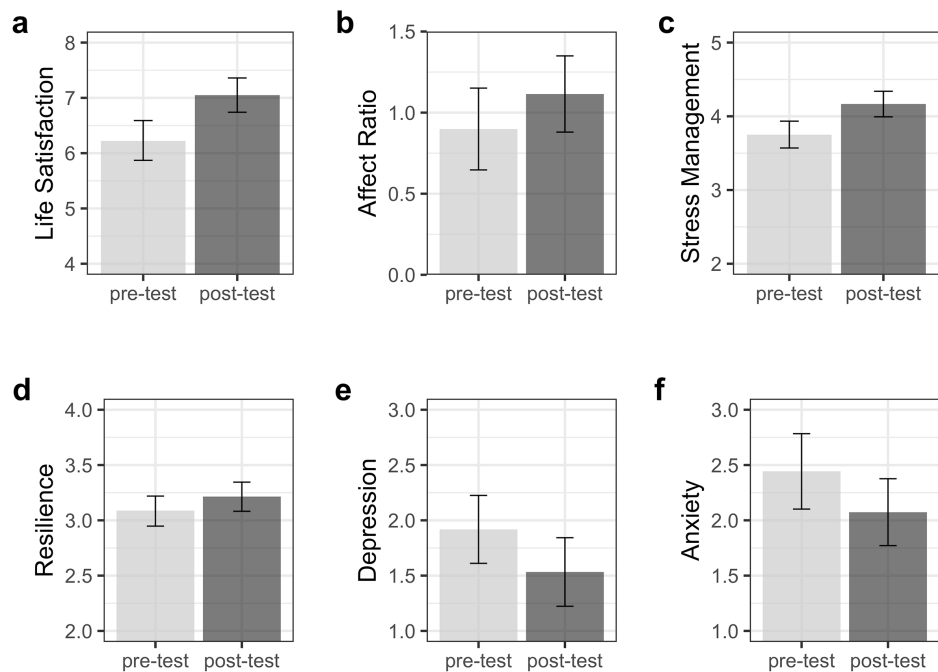 a
Life Satisfaction
8
7
6
5
4
pre-test post-test
b
Affect Ratio
1.5
1.0
0.5
0.0
pre-test post-test
c
Stress Management
5
4
3
2
pre-test post-test
d
Resilience
4.0
3.5
3.0
2.5
2.0
pre-test post-test
e
Depression
3.0
2.5
2.0
1.5
1.0
pre-test post-test
f
Anxiety
3.0
2.5
2.0
1.5
1.0
pre-test post-test